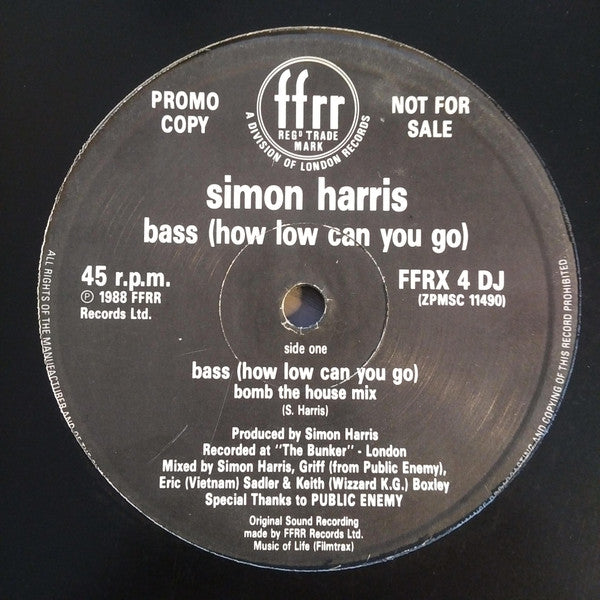 PROMO COPY
ffrr
REGD TRADE MARK
A DIVISION OF LONDON RECORDS
NOT FOR SALE
simon harris
bass (how low can you go)
45 r.p.m.
℗ 1988 FFRR
Records Ltd.
FFRX 4 DJ
(ZPMSC 11490)
side one
bass (how low can you go)
bomb the house mix
(S. Harris)
Produced by Simon Harris
Recorded at "The Bunker" - London
Mixed by Simon Harris, Griff (from Public Enemy),
Eric (Vietnam) Sadler & Keith (Wizzard K.G.) Boxley
Special Thanks to PUBLIC ENEMY
Original Sound Recording
made by FFRR Records Ltd.
Music of Life (Filmtrax)
ALL RIGHTS OF THE MANUFACTURER AND OF THE
AND COPYING OF THIS RECORD PROHIBITED